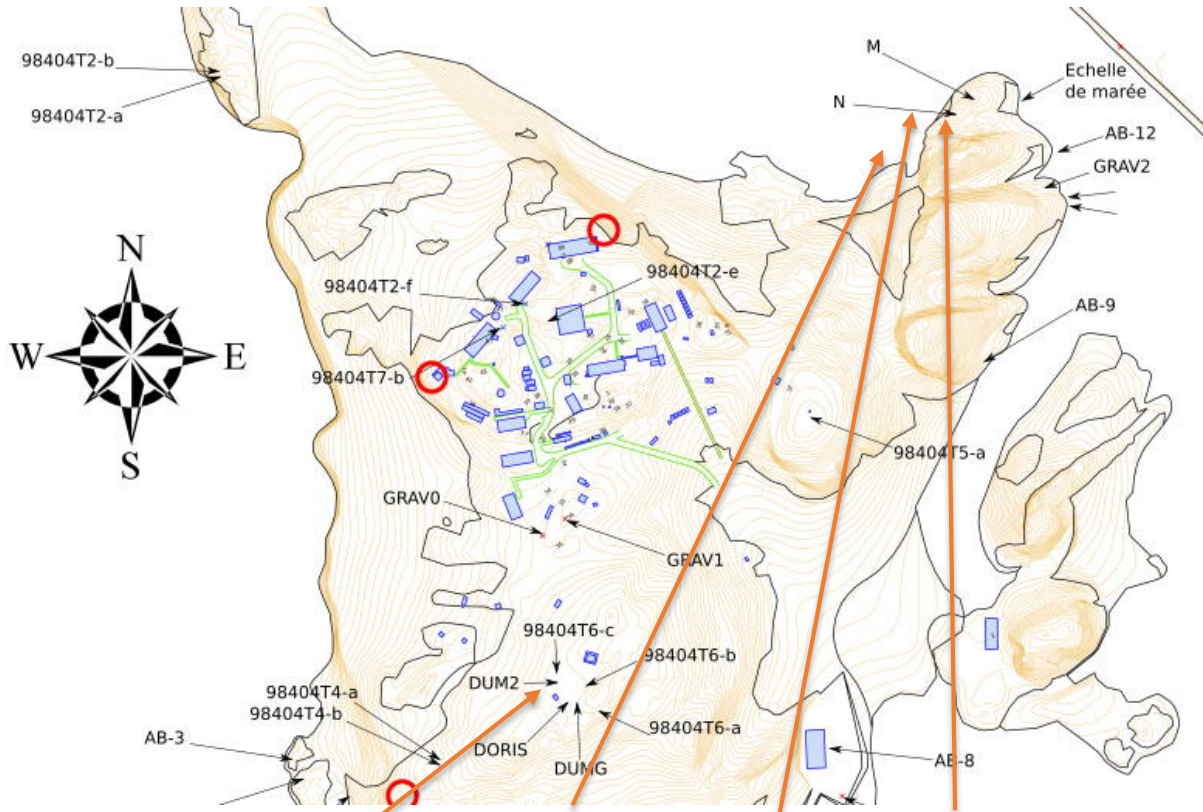 98404T2-b
98404T2-a
M
N
Echelle
de marée
AB-12
GRAV2
N
W
E
S
98404T2-f
98404T2-e
98404T7-b
AB-9
98404T5-a
GRAV0
GRAV1
98404T6-c
98404T6-b
DUM2
98404T4-a
98404T4-b
98404T6-a
AB-3
DORIS
DUMG
AB-8